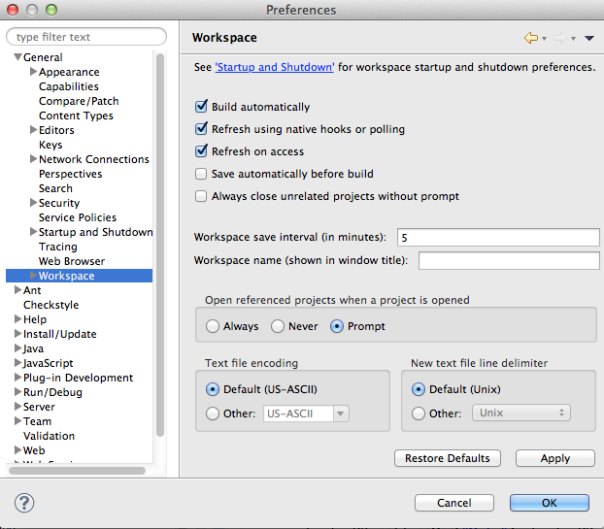 Preferences
type filter text
General
Appearance
Capabilities
Compare/Patch
Content Types
Editors
Keys
Network Connections
Perspectives
Search
Security
Service Policies
Startup and Shutdown
Tracing
Web Browser
Workspace
Ant
Checkstyle
Help
Install/Update
Java
JavaScript
Plug-in Development
Run/Debug
Server
Team
Validation
Web
Workspace
See 'Startup and Shutdown' for workspace startup and shutdown preferences.
Build automatically
Refresh using native hooks or polling
Refresh on access
Save automatically before build
Always close unrelated projects without prompt
Workspace save interval (in minutes): 5
Workspace name (shown in window title):
Open referenced projects when a project is opened
Always Never Prompt
Text file encoding
Default (US-ASCII)
Other: US-ASCII
New text file line delimiter
Default (Unix)
Other: Unix
Restore Defaults Apply
? Cancel OK